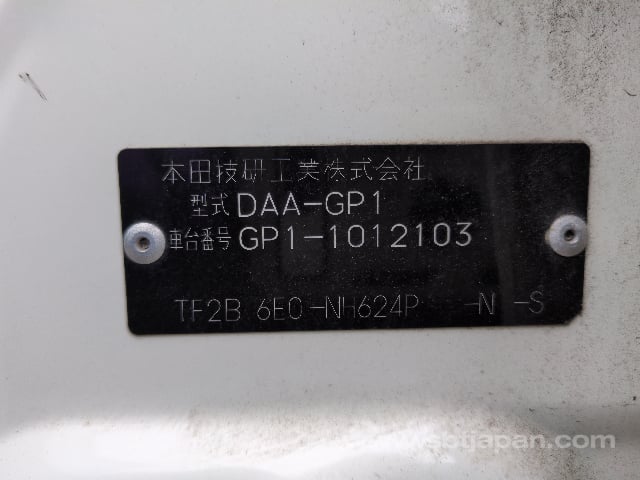 本田技研工業株式会社
型式 DAA-GP1
車台番号 GP1-1012103
TF2B 6E0-NH624P -N -S
www.sbtjapan.com